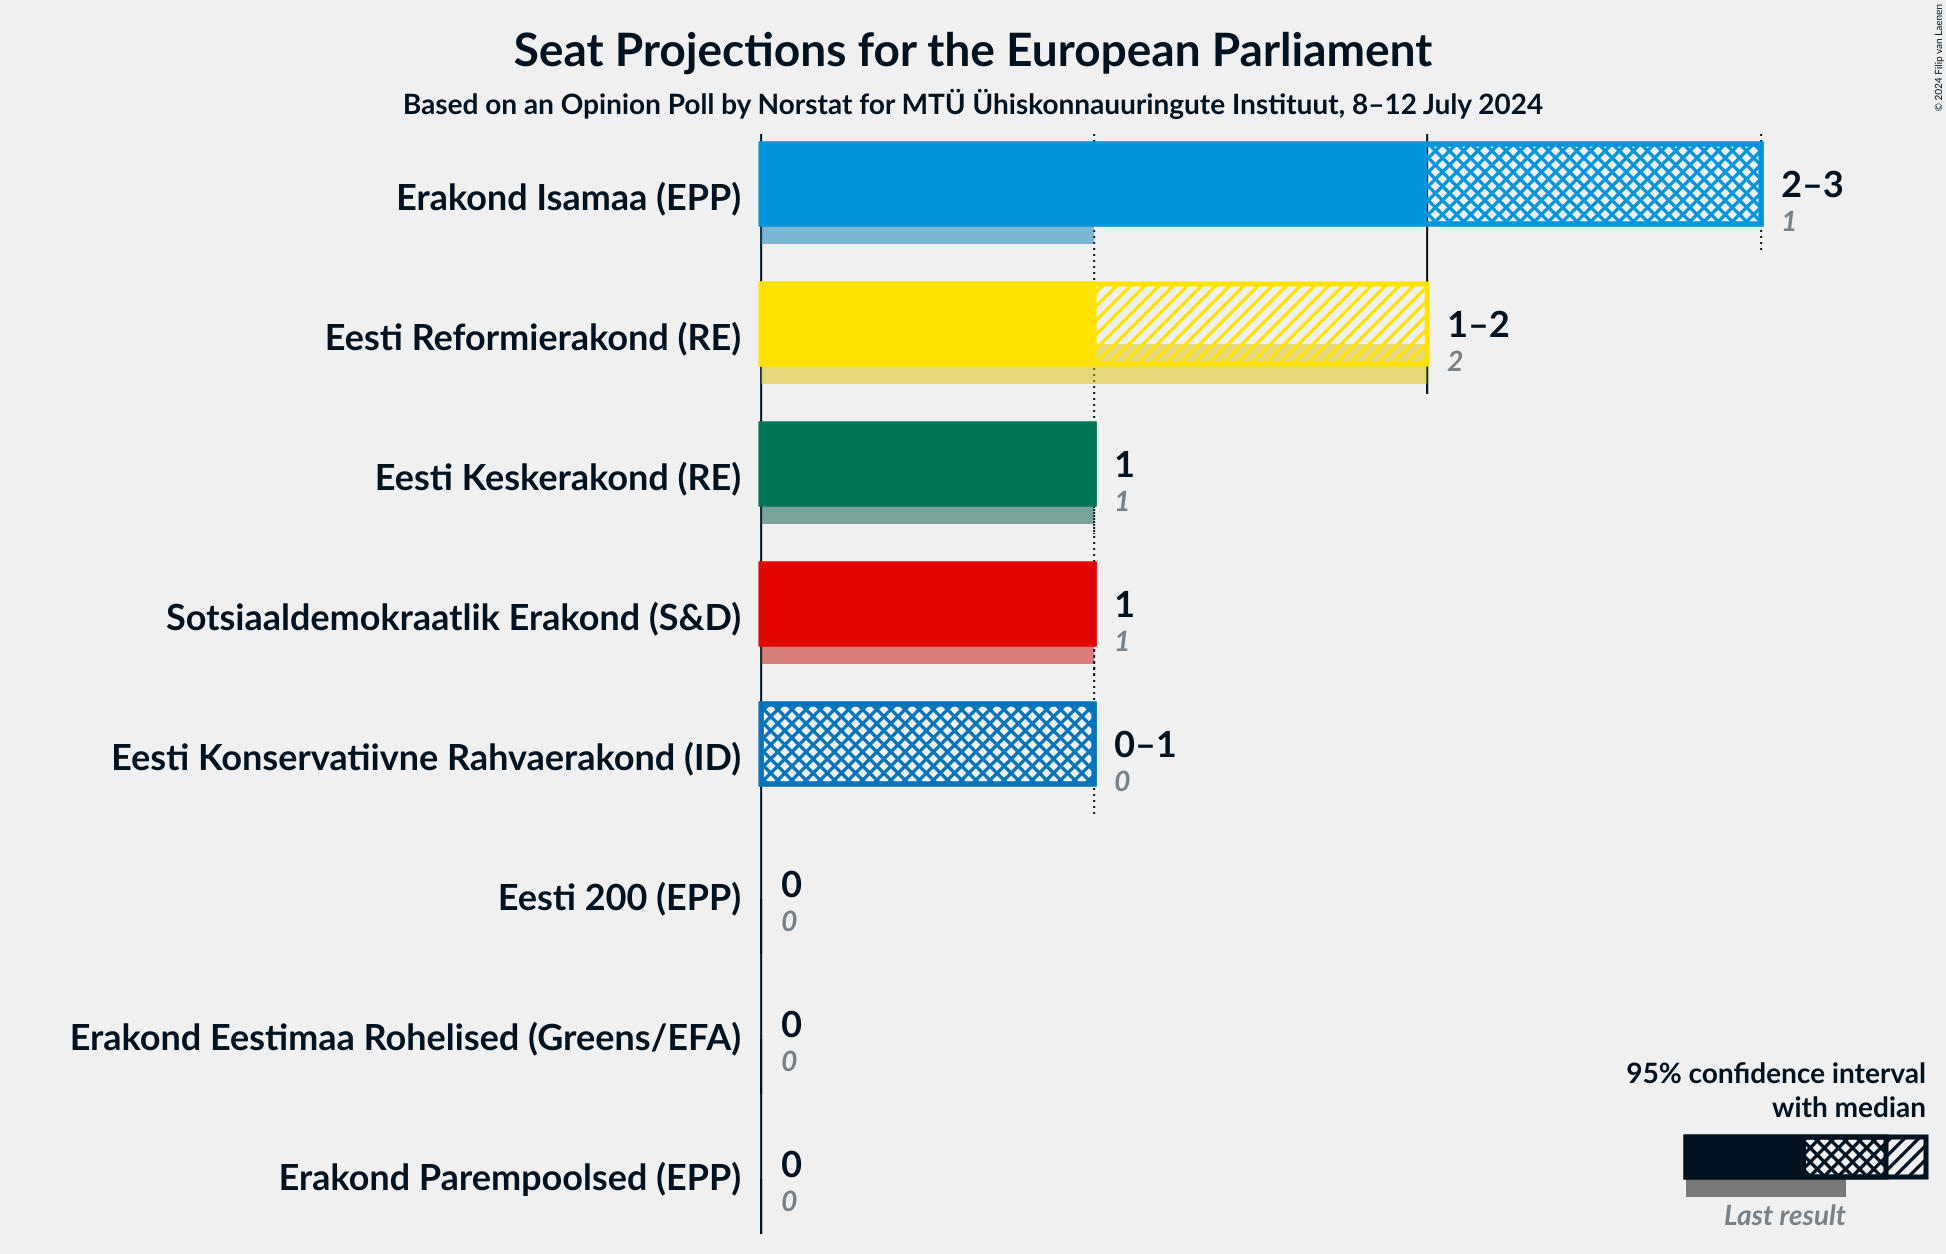 Seat Projections for the European Parliament
Based on an Opinion Poll by Norstat for MTÜ Ühiskonnauuringute Instituut, 8–12 July 2024
© 2024 Filip van Laenen
Erakond Isamaa (EPP)
2–3
1
Eesti Reformierakond (RE)
1–2
2
Eesti Keskerakond (RE)
1
1
Sotsiaaldemokraatlik Erakond (S&D)
1
1
Eesti Konservatiivne Rahvaerakond (ID)
0–1
0
Eesti 200 (EPP)
0
0
Erakond Eestimaa Rohelised (Greens/EFA)
0
0
Erakond Parempoolsed (EPP)
0
0
95% confidence interval
with median
Last result